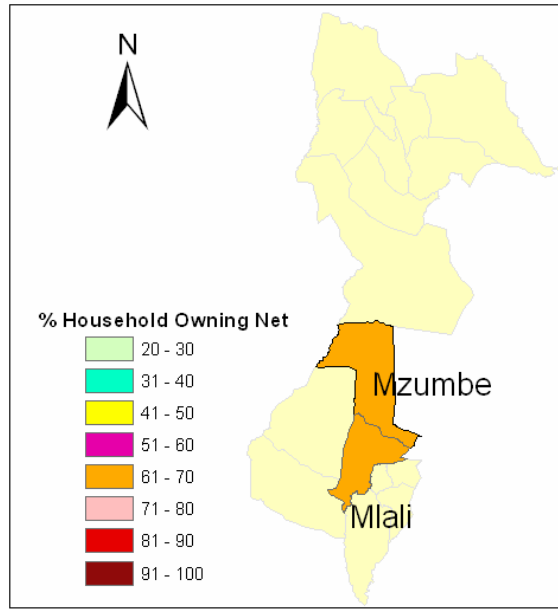 N
% Household Owning Net
20 - 30
31 - 40
41 - 50
51 - 60
61 - 70
71 - 80
81 - 90
91 - 100
Mzumbe
Mlali